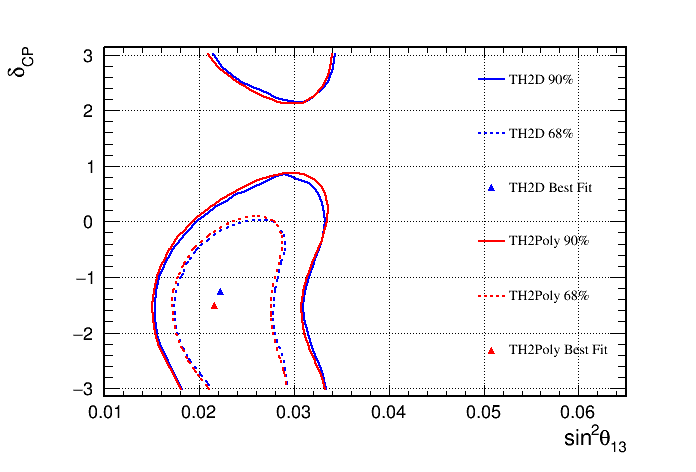 δCP
3
2
1
0
−1
−2
−3
0.01 0.02 0.03 0.04 0.05 0.06
sin²θ13
TH2D 90%
TH2D 68%
TH2D Best Fit
TH2Poly 90%
TH2Poly 68%
TH2Poly Best Fit